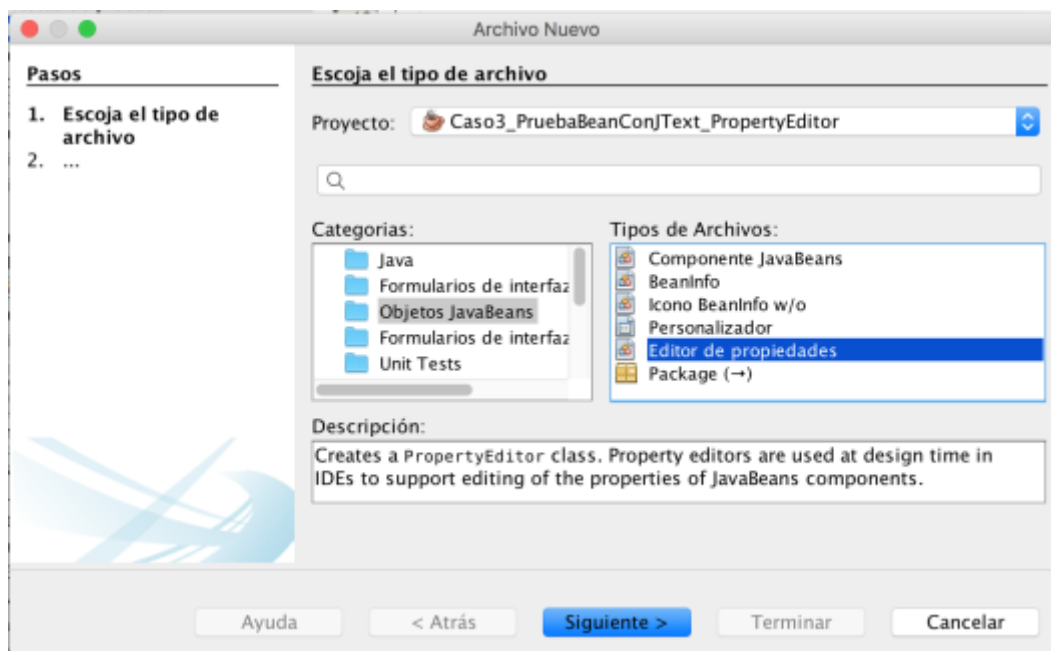 Archivo Nuevo
Pasos
1. Escoja el tipo de
archivo
2. ...
Escoja el tipo de archivo
Proyecto: Caso3_PruebaBeanConJText_PropertyEditor
Categorias:
Java
Formularios de interfaz
Objetos JavaBeans
Formularios de interfaz
Unit Tests
Tipos de Archivos:
Componente JavaBeans
BeanInfo
Icono BeanInfo w/o
Personalizador
Editor de propiedades
Package (→)
Descripción:
Creates a PropertyEditor class. Property editors are used at design time in
IDEs to support editing of the properties of JavaBeans components.
Ayuda
< Atrás
Siguiente >
Terminar
Cancelar